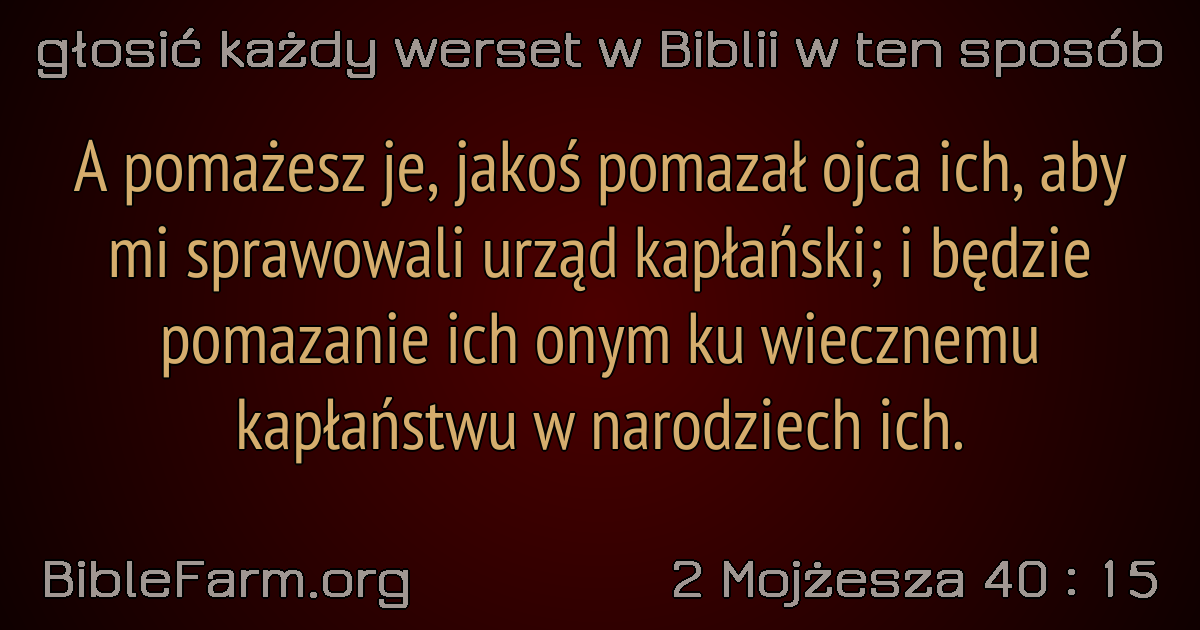 głosić każdy werset w Biblii w ten sposób
A pomażesz je, jakoś pomazał ojca ich, aby
mi sprawowali urząd kapłański; i będzie
pomazanie ich onym ku wiecznemu
kapłaństwu w narodziech ich.
BibleFarm.org
2 Mojżesza 40 : 15